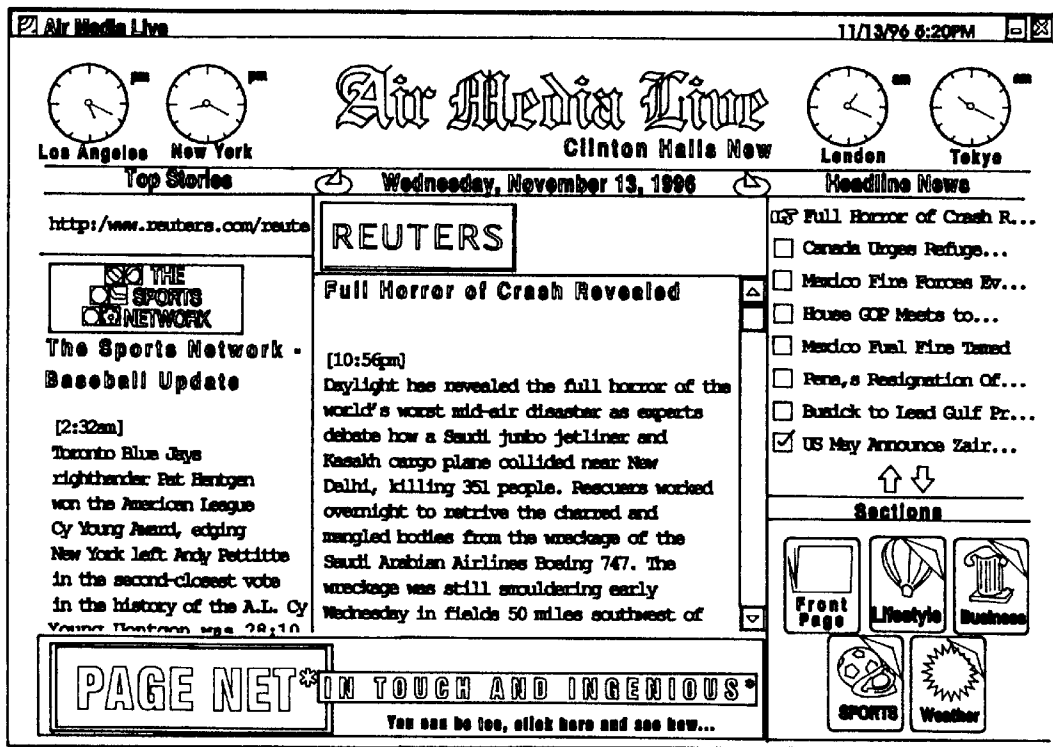 Air Media Live
11/13/96 5:20PM
pm
pm
Air Media Live
am
am
Clinton Hails New
Los Angeles
New York
London
Tokyo
Top Stories
Wednesday, November 13, 1996
Headline News
http:/www.reuters.com/reute
THE
SPORTS
NETWORK
The Sports Network -
Baseball Update
[2:32am]
Toronto Blue Jays
righthander Pat Hentgen
won the American League
Cy Young Award, edging
New York left Andy Pettitte
in the second-closest vote
in the history of the A.L. Cy
Young Hentgen was 28:10
REUTERS
Full Horror of Crash Revealed
[10:56pm]
Daylight has revealed the full horror of the
world's worst mid-air disaster as experts
debate how a Saudi jumbo jetliner and
Kasakh cargo plane collided near New
Delhi, killing 351 people. Rescuers worked
overnight to retrive the charred and
mangled bodies from the wreckage of the
Saudi Arabian Airlines Boeing 747. The
wreckage was still smouldering early
Wednesday in fields 50 miles southwest of
Full Horror of Crash R...
Canada Urges Refuge...
Mexico Fire Forces Ev...
House GOP Meets to...
Mexico Fuel Fire Tamed
Pena,s Resignation Of...
Busick to Lead Gulf Pr...
US May Announce Zair...
Sections
Front
Page
Lifestyle
Business
SPORTS
Weather
PAGE NET*
IN TOUCH AND INGENIOUS*
You can be too, click here and see how...